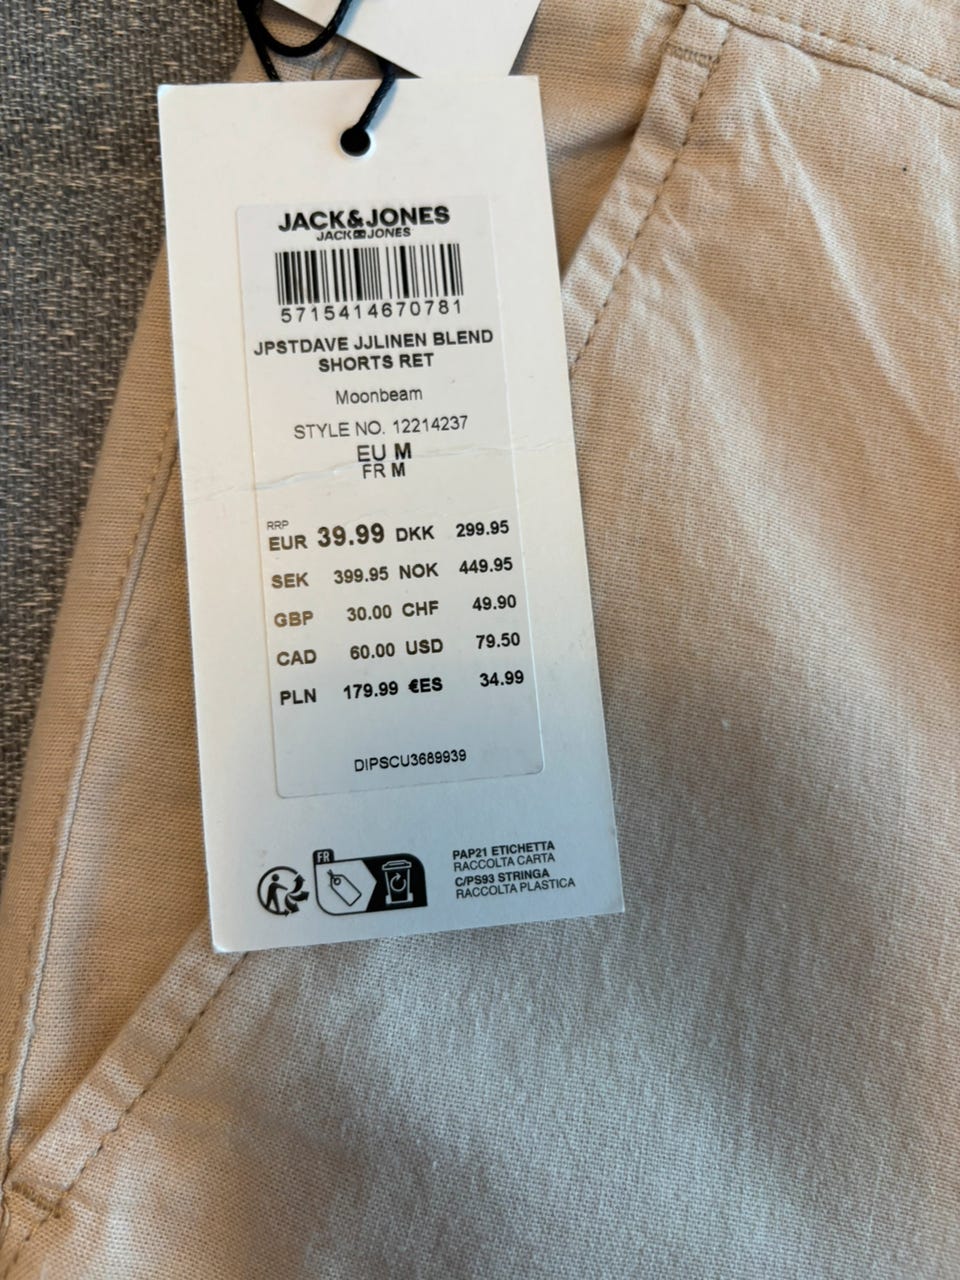 JACK&JONES
JACK JONES
5715414670781
JPSTDAVE JJLINEN BLEND
SHORTS RET
Moonbeam
STYLE NO. 12214237
EU M
FR M
RRP
EUR 39.99 DKK 299.95
SEK 399.95 NOK 449.95
GBP 30.00 CHF 49.90
CAD 60.00 USD 79.50
PLN 179.99 €ES 34.99
DIPSCU3689939
FR
PAP21 ETICHETTA
RACCOLTA CARTA
C/PS93 STRINGA
RACCOLTA PLASTICA